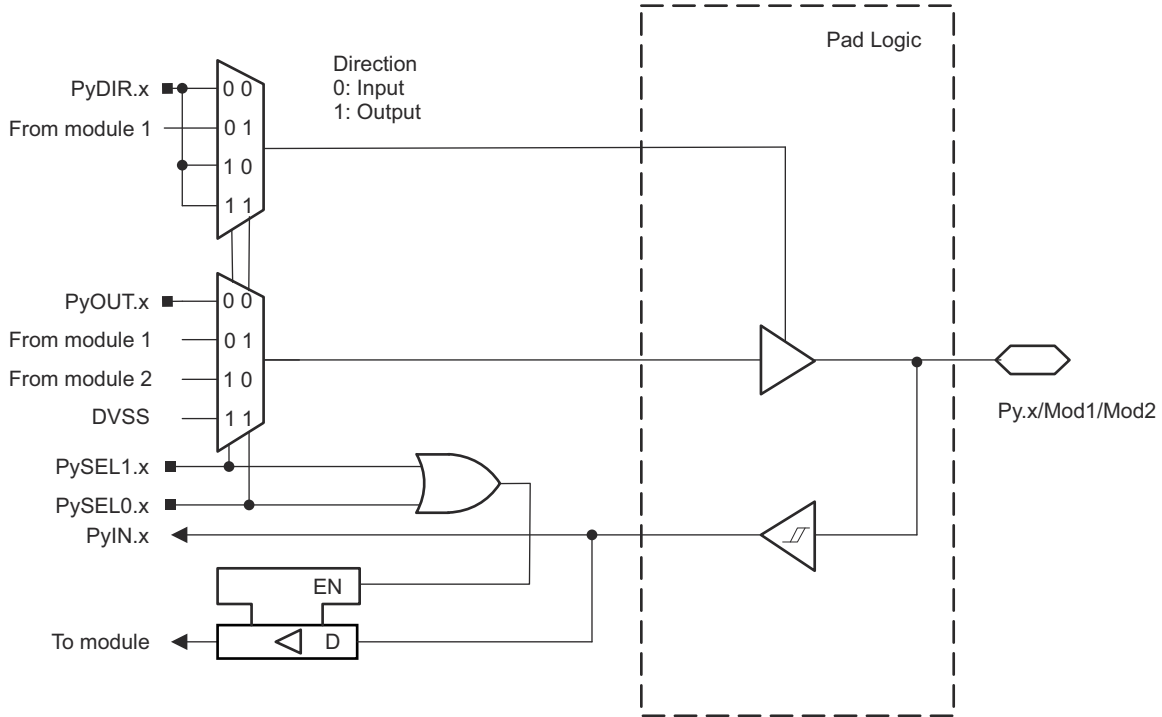 Pad Logic
Direction
0: Input
1: Output
PyDIR.x
0 0
From module 1
0 1
1 0
1 1
PyOUT.x
0 0
From module 1
0 1
From module 2
1 0
DVSS
1 1
Py.x/Mod1/Mod2
PySEL1.x
PySEL0.x
PyIN.x
EN
To module
D